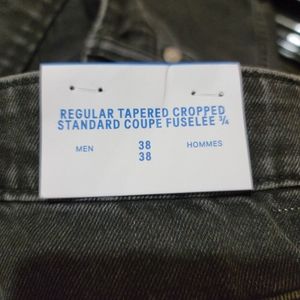 REGULAR TAPERED CROPPED
STANDARD COUPE FUSELÉE ¾
MEN 38 HOMMES
38